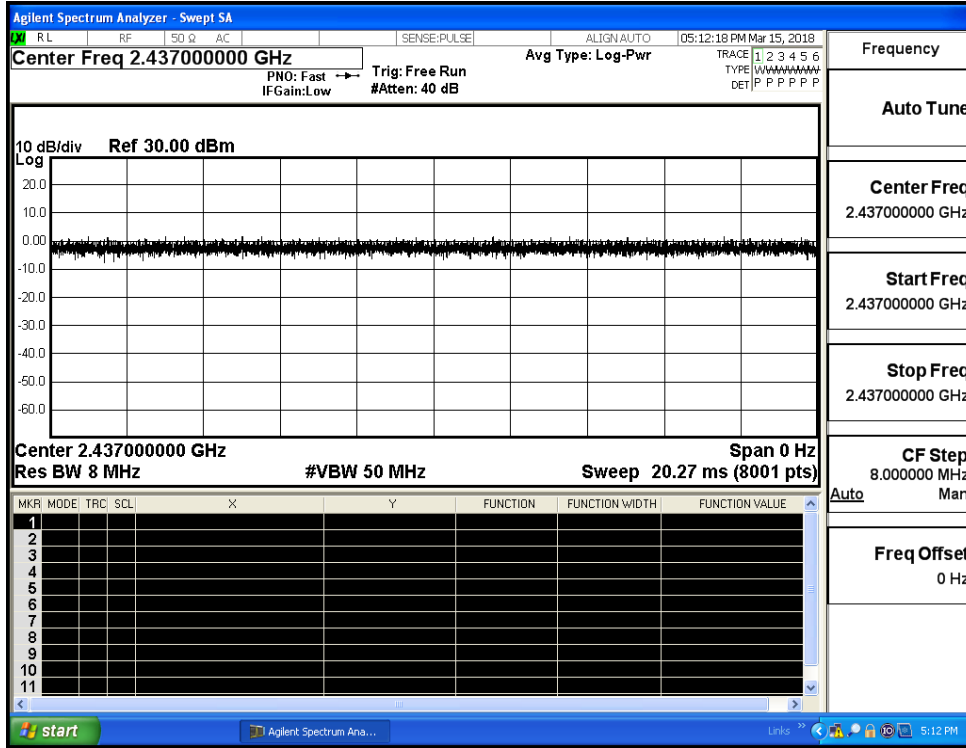 Agilent Spectrum Analyzer - Swept SA
LXI RL RF 50 Ω AC SENSE:PULSE ALIGN AUTO 05:12:18 PM Mar 15, 2018
Center Freq 2.437000000 GHz
PNO: Fast
IFGain:Low
Trig: Free Run
#Atten: 40 dB
Avg Type: Log-Pwr
TRACE 1 2 3 4 5 6
TYPE WWWWWW
DET P P P P P P
10 dB/div Ref 30.00 dBm
Log
20.0
10.0
0.00
-10.0
-20.0
-30.0
-40.0
-50.0
-60.0
Center 2.437000000 GHz Span 0 Hz
Res BW 8 MHz #VBW 50 MHz Sweep 20.27 ms (8001 pts)
MKR MODE TRC SCL X Y FUNCTION FUNCTION WIDTH FUNCTION VALUE
1
2
3
4
5
6
7
8
9
10
11
Frequency
Auto Tune
Center Freq
2.437000000 GHz
Start Freq
2.437000000 GHz
Stop Freq
2.437000000 GHz
CF Step
8.000000 MHz
Auto Man
Freq Offset
0 Hz
start Agilent Spectrum Ana... Links » 5:12 PM